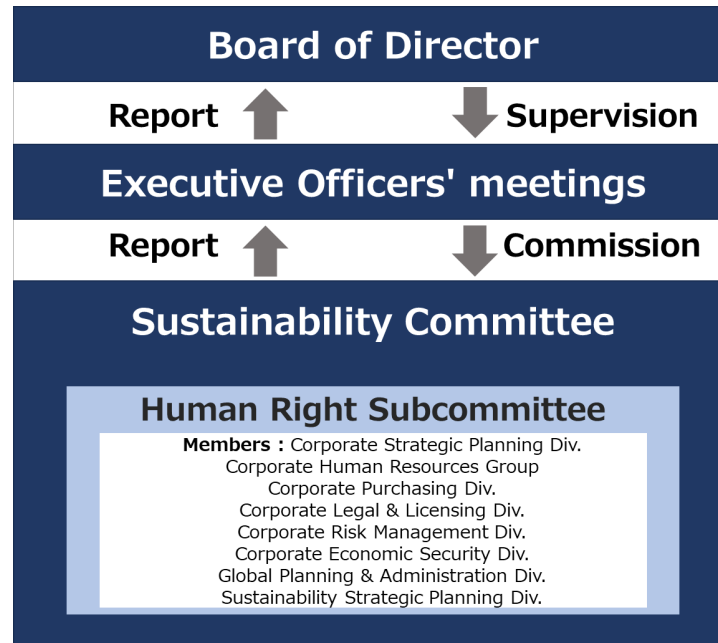 Board of Director
Report Supervision
Executive Officers' meetings
Report Commission
Sustainability Committee
Human Right Subcommittee
Members : Corporate Strategic Planning Div.
Corporate Human Resources Group
Corporate Purchasing Div.
Corporate Legal & Licensing Div.
Corporate Risk Management Div.
Corporate Economic Security Div.
Global Planning & Administration Div.
Sustainability Strategic Planning Div.